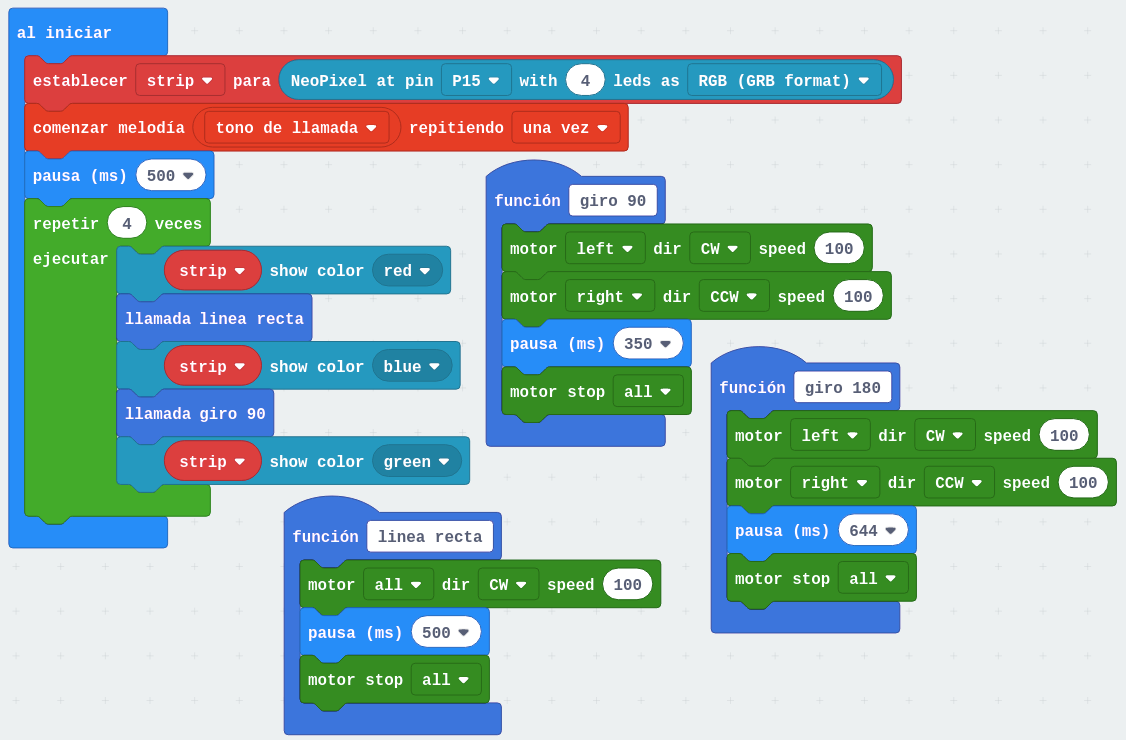 al iniciar
establecer strip para NeoPixel at pin P15 with 4 leds as RGB (GRB format)
comenzar melodía tono de llamada repitiendo una vez
pausa (ms) 500
repetir 4 veces
ejecutar
strip show color red
llamada linea recta
strip show color blue
llamada giro 90
strip show color green
función giro 90
motor left dir CW speed 100
motor right dir CCW speed 100
pausa (ms) 350
motor stop all
función giro 180
motor left dir CW speed 100
motor right dir CCW speed 100
pausa (ms) 644
motor stop all
función linea recta
motor all dir CW speed 100
pausa (ms) 500
motor stop all